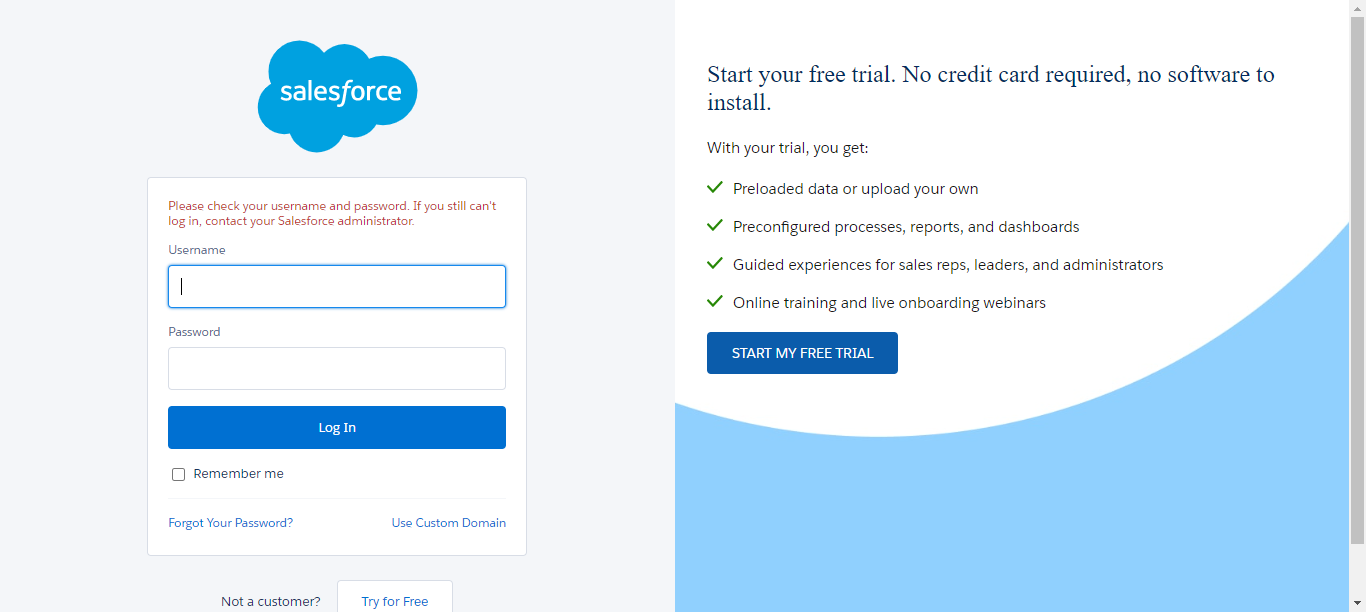 salesforce
Please check your username and password. If you still can't
log in, contact your Salesforce administrator.
Username
Password
Log In
Remember me
Forgot Your Password?
Use Custom Domain
Not a customer?
Try for Free
Start your free trial. No credit card required, no software to
install.
With your trial, you get:
Preloaded data or upload your own
Preconfigured processes, reports, and dashboards
Guided experiences for sales reps, leaders, and administrators
Online training and live onboarding webinars
START MY FREE TRIAL